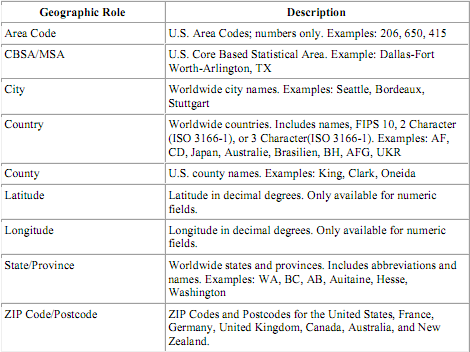 Geographic Role Description
Area Code U.S. Area Codes; numbers only. Examples: 206, 650, 415
CBSA/MSA U.S. Core Based Statistical Area. Example: Dallas-Fort
Worth-Arlington, TX
City Worldwide city names. Examples: Seattle, Bordeaux,
Stuttgart
Country Worldwide countries. Includes names, FIPS 10, 2 Character
(ISO 3166-1), or 3 Character(ISO 3166-1). Examples: AF,
CD, Japan, Australie, Brasilien, BH, AFG, UKR
County U.S. county names. Examples: King, Clark, Oneida
Latitude Latitude in decimal degrees. Only available for numeric
fields.
Longitude Longitude in decimal degrees. Only available for numeric
fields.
State/Province Worldwide states and provinces. Includes abbreviations and
names. Examples: WA, BC, AB, Auitaine, Hesse,
Washington
ZIP Code/Postcode ZIP Codes and Postcodes for the United States, France,
Germany, United Kingdom, Canada, Australia, and New
Zealand.